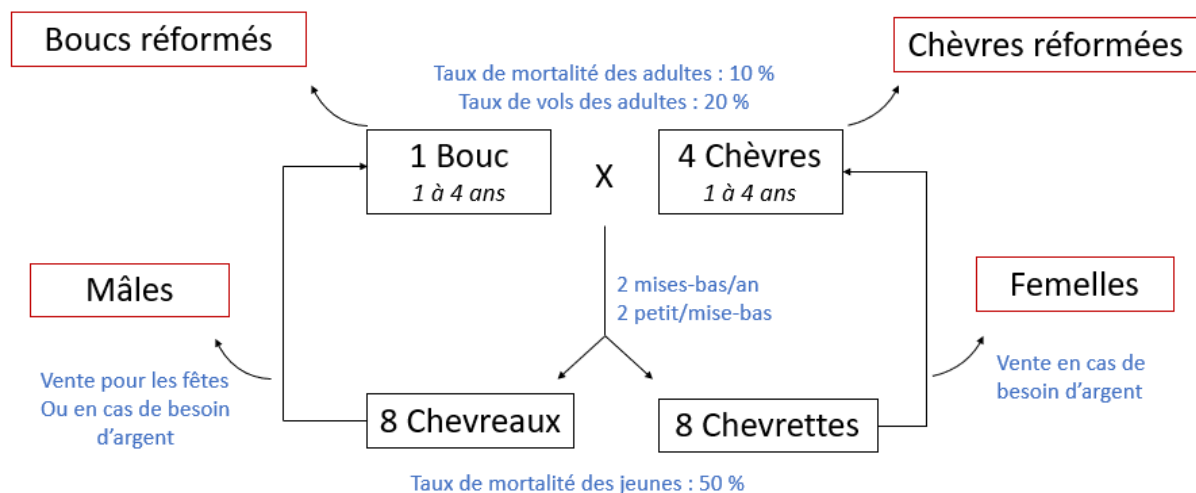 Boucs réformés
Chèvres réformées
Taux de mortalité des adultes : 10 %
Taux de vols des adultes : 20 %
1 Bouc
1 à 4 ans
X
4 Chèvres
1 à 4 ans
Mâles
2 mises-bas/an
2 petit/mise-bas
Femelles
Vente pour les fêtes
Ou en cas de besoin
d’argent
Vente en cas de
besoin d’argent
8 Chevreaux
8 Chevrettes
Taux de mortalité des jeunes : 50 %